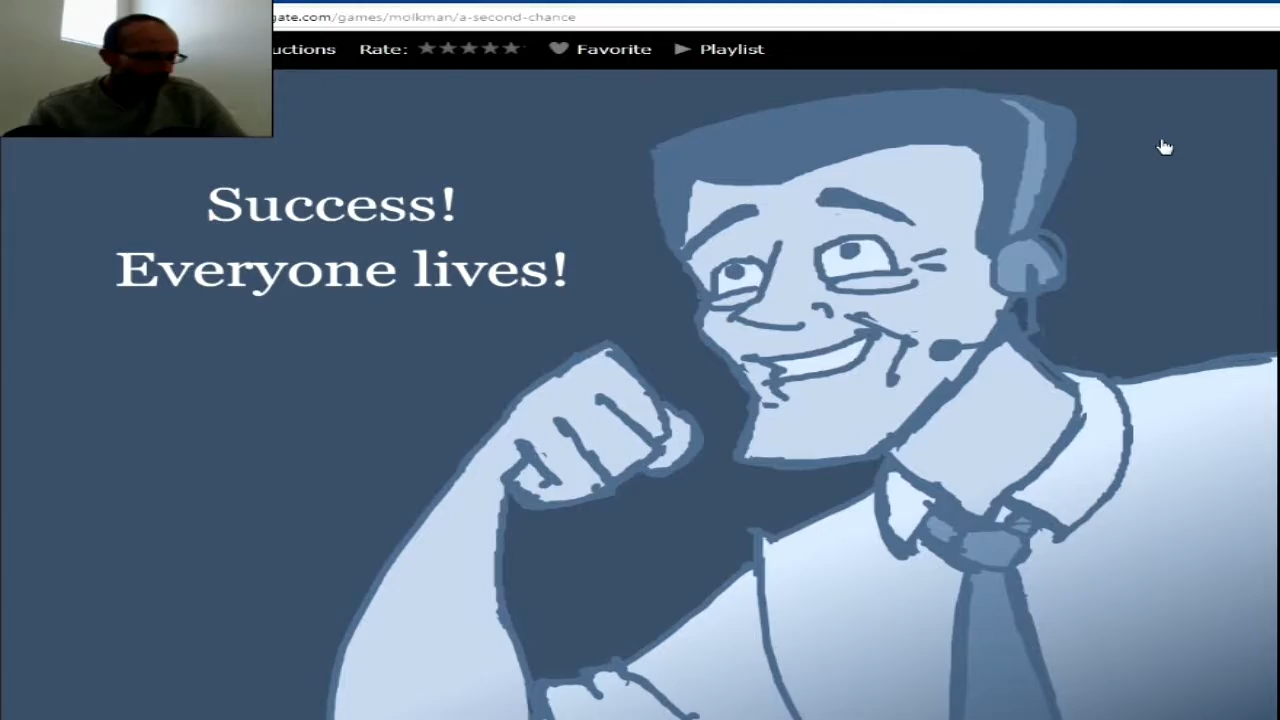 gate.com/games/molkman/a-second-chance
uctions Rate: Favorite Playlist
Success!
Everyone lives!